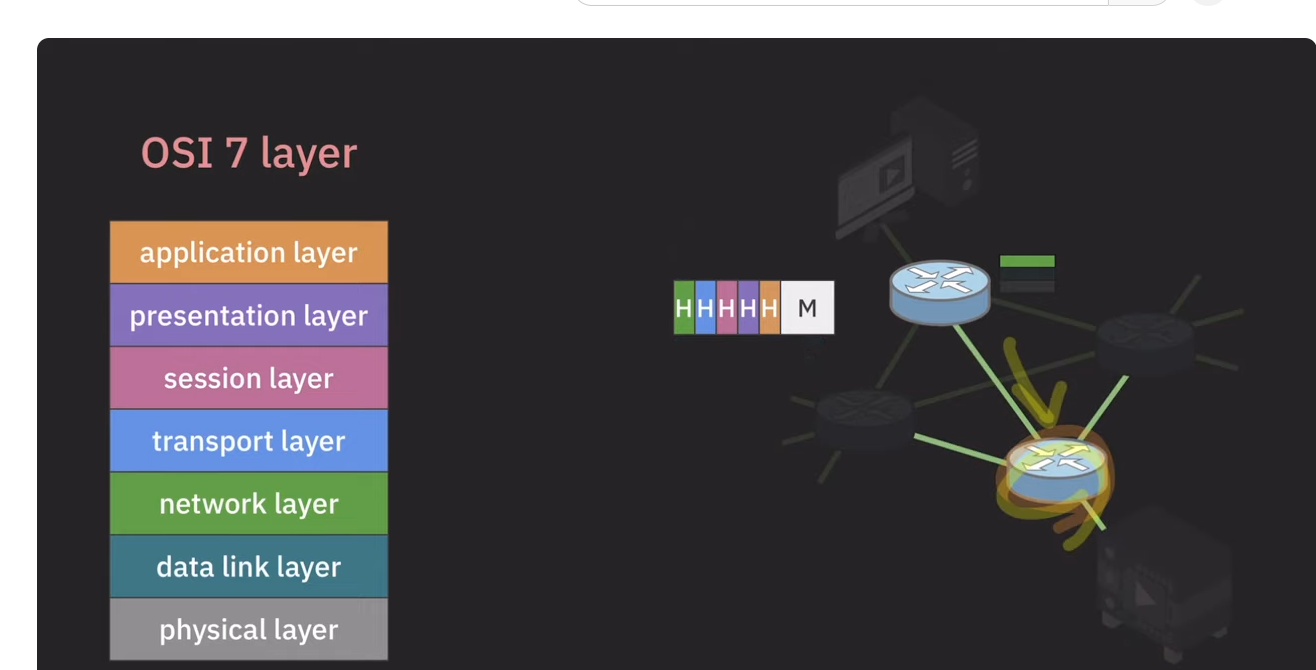 OSI 7 layer
application layer
presentation layer
session layer
transport layer
network layer
data link layer
physical layer
H H H H H M